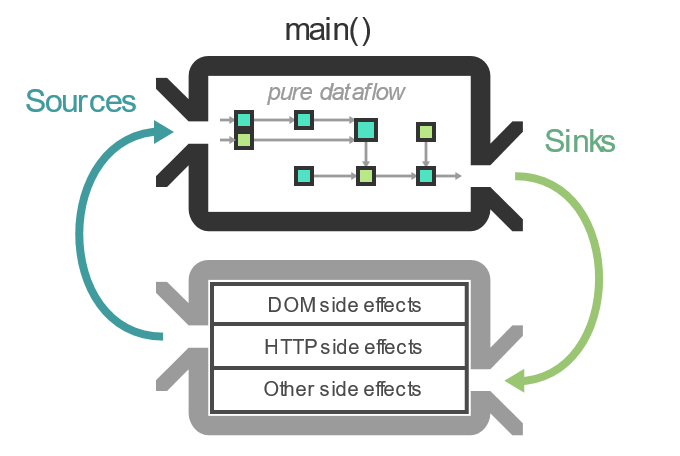 main()
Sources
pure dataflow
Sinks
DOM side effects
HTTP side effects
Other side effects